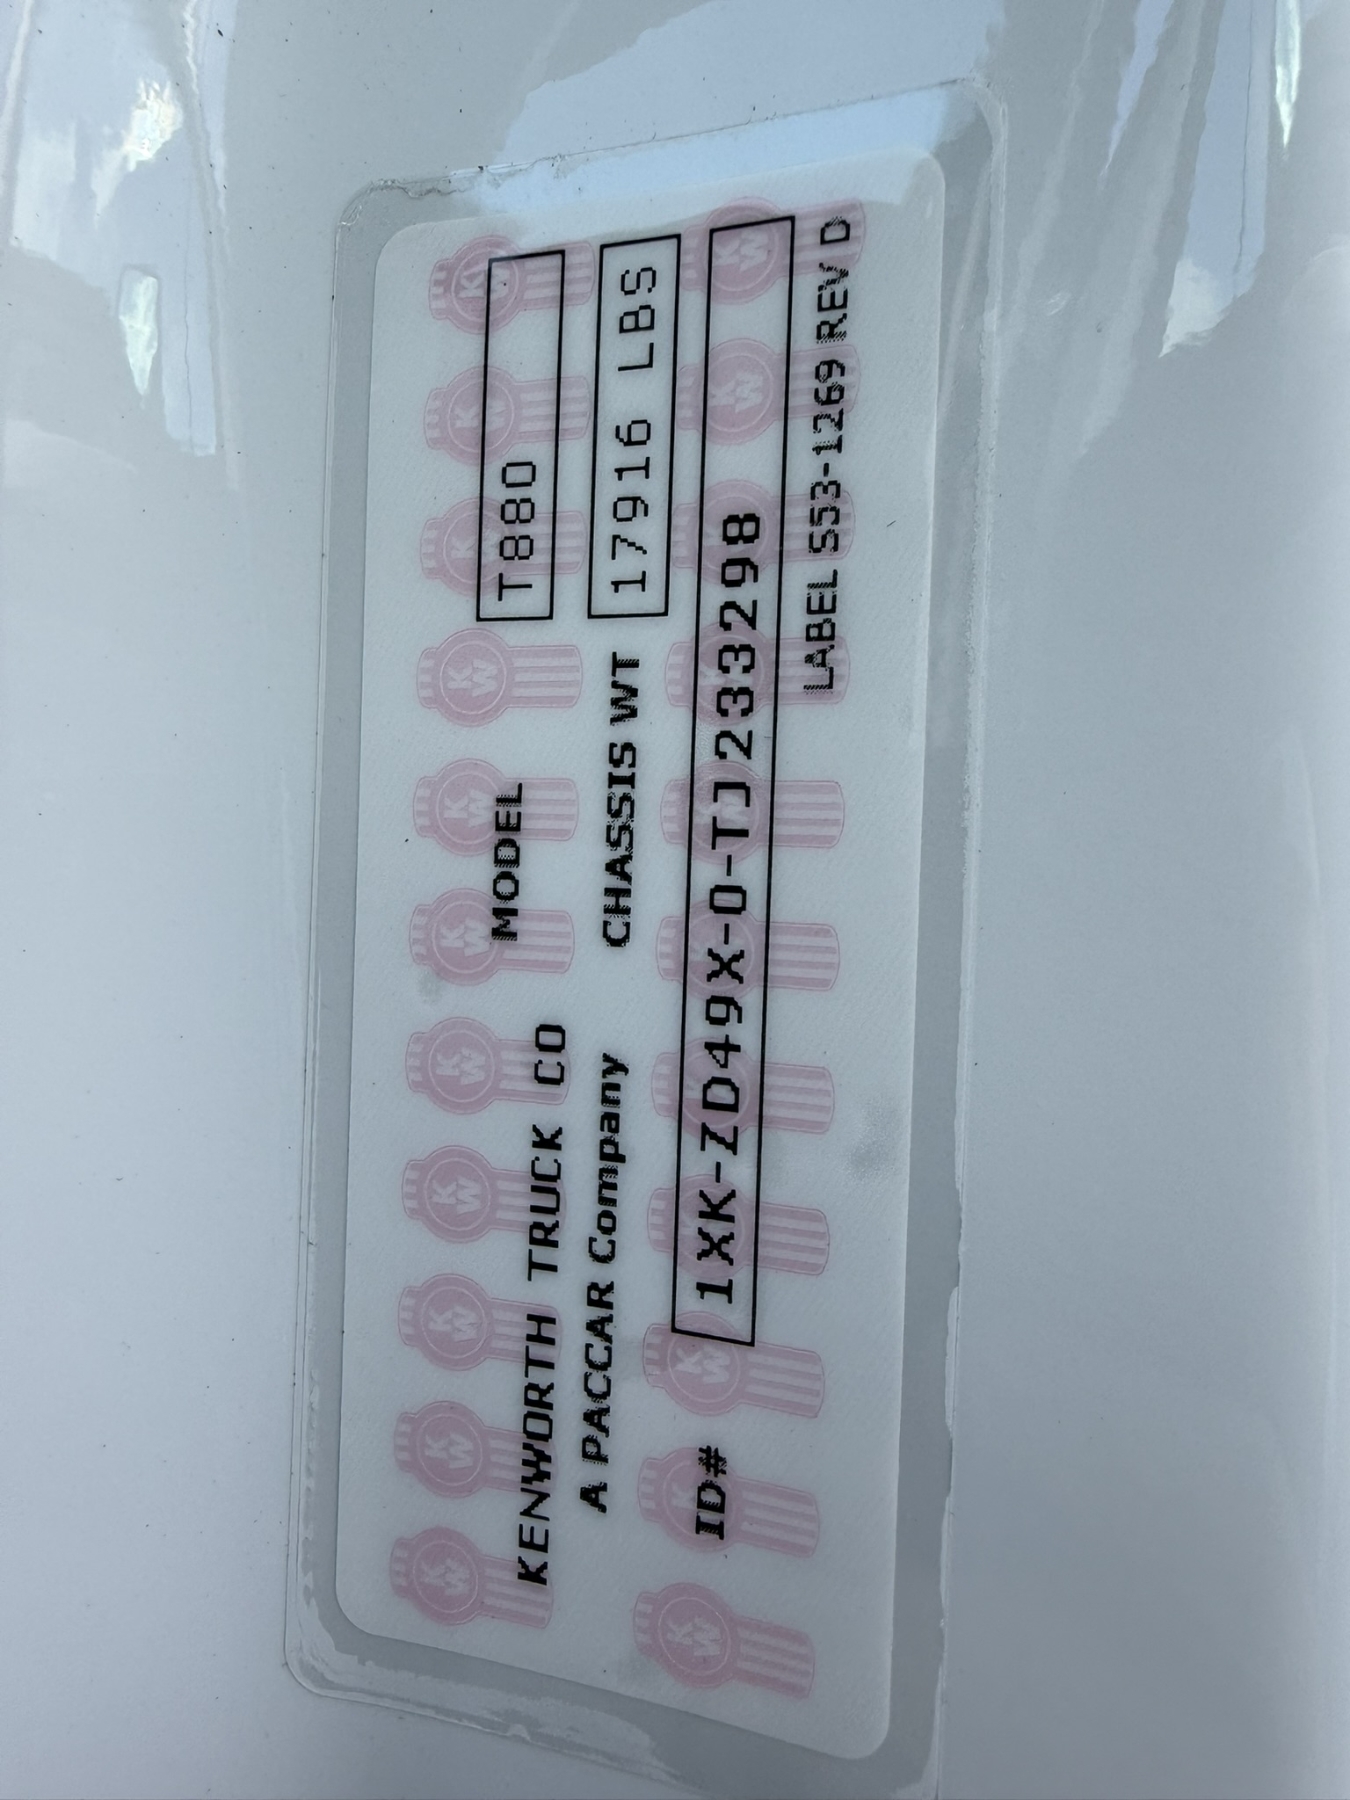 KENWORTH TRUCK CO
A PACCAR Company
MODEL T880
CHASSIS WT 17916 LBS
ID# 1XK-ZD49X-0-TJ233298
LABEL S53-1269 REV D